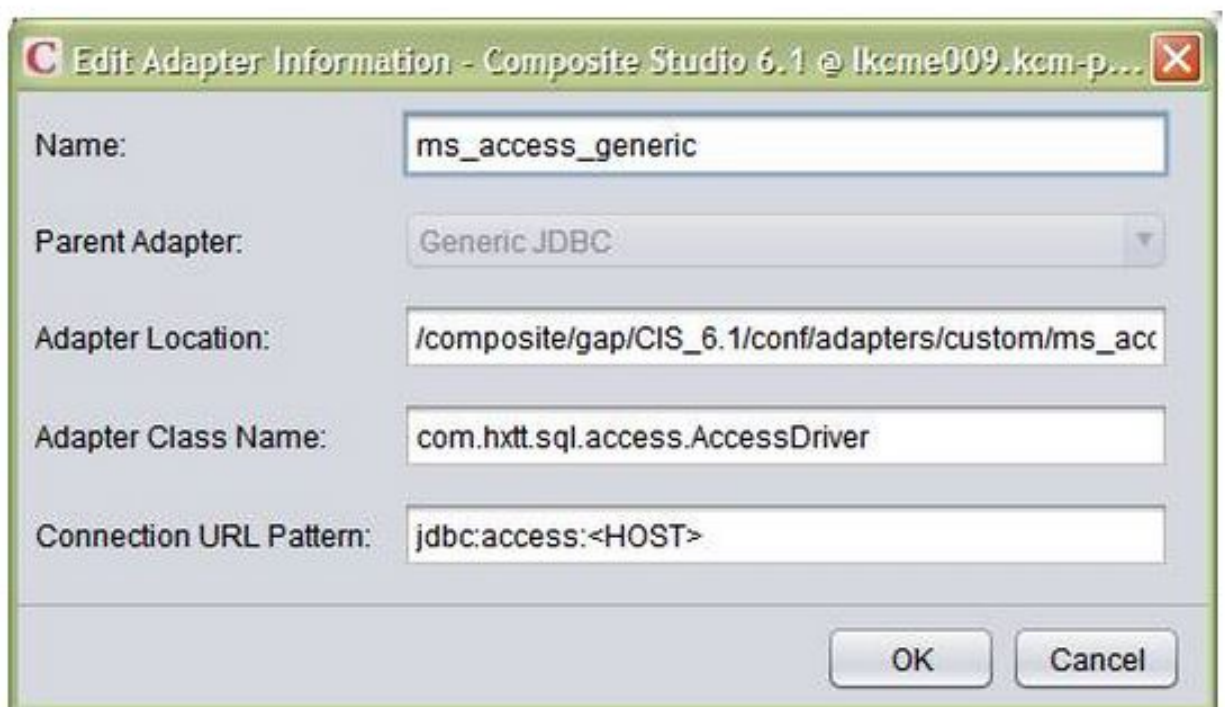 C Edit Adapter Information - Composite Studio 6.1 @ lkcme009.kcm-p...
Name: ms_access_generic
Parent Adapter: Generic JDBC
Adapter Location: /composite/gap/CIS_6.1/conf/adapters/custom/ms_acc
Adapter Class Name: com.hxtt.sql.access.AccessDriver
Connection URL Pattern: jdbc:access:<HOST>
OK Cancel